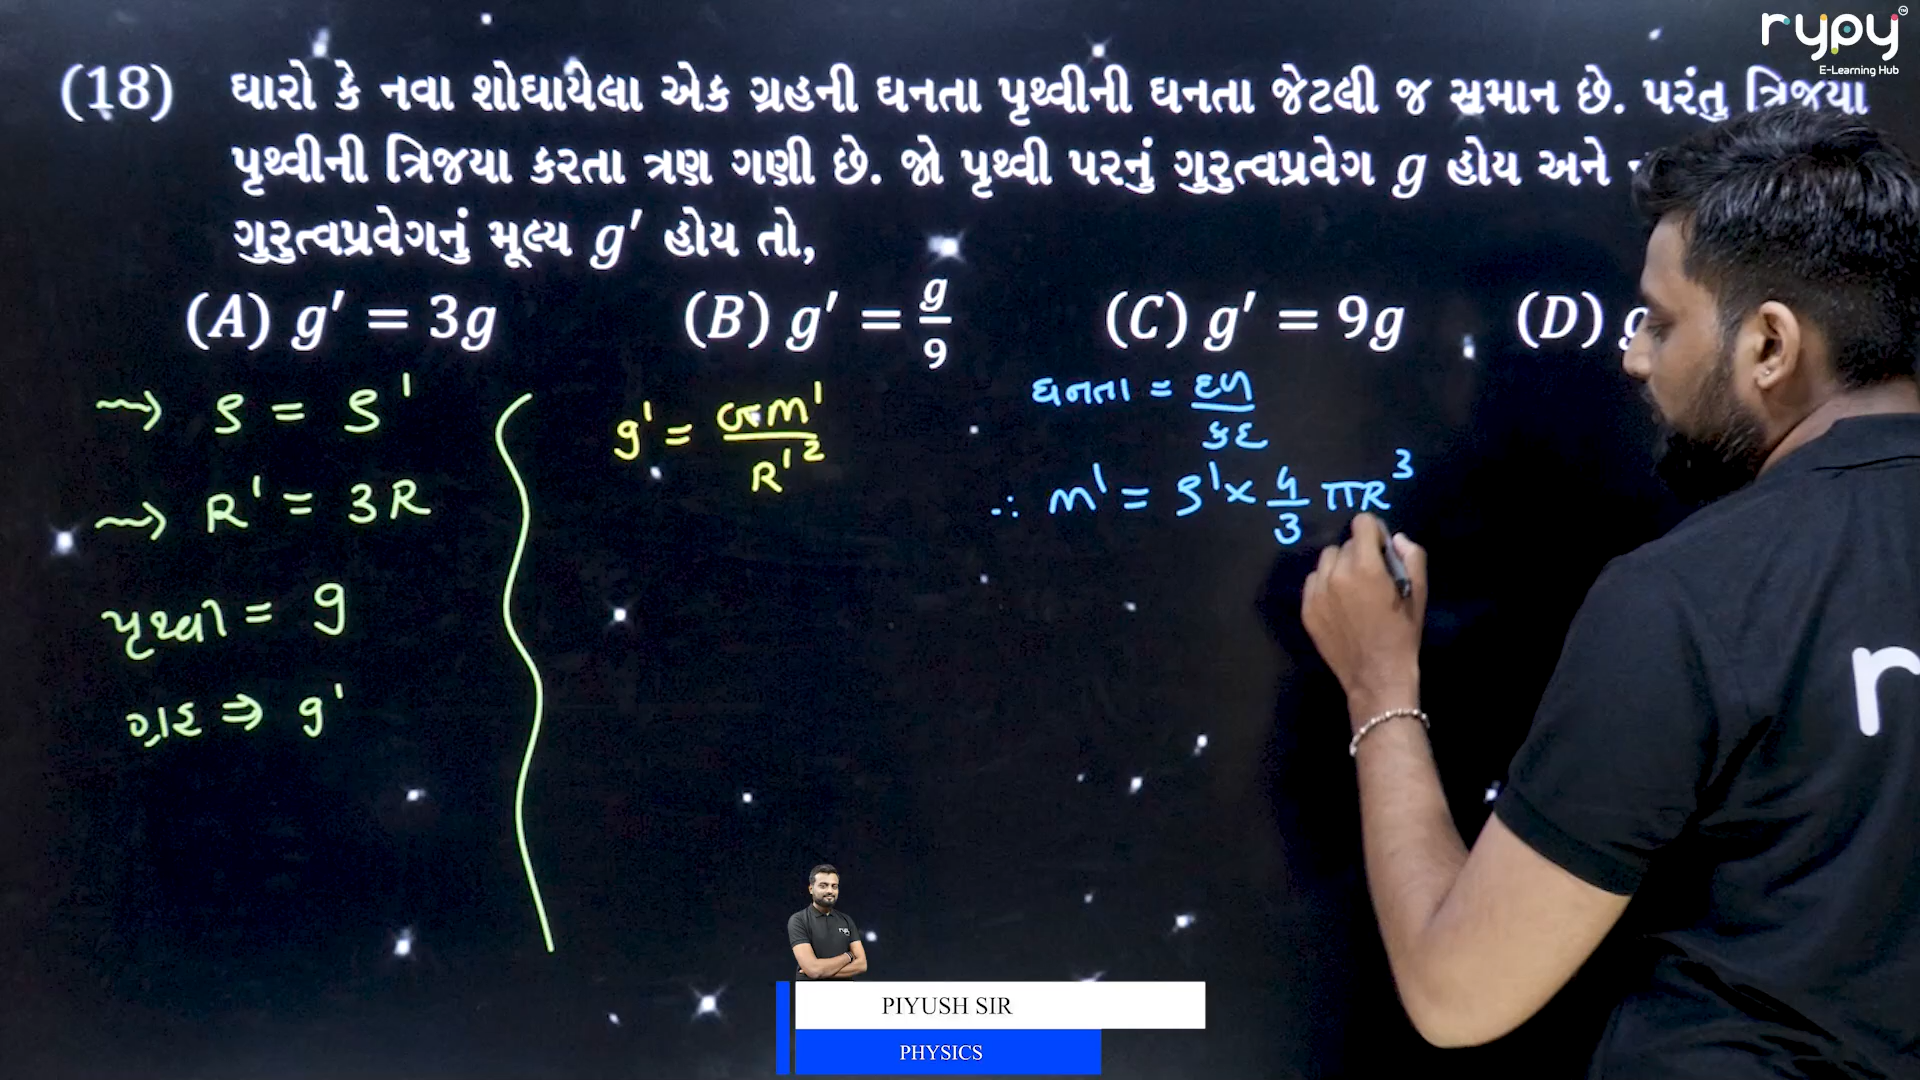 rypy
E-Learning Hub
(18) ધારો કે નવા શોધાયેલા એક ગ્રહની ઘનતા પૃથ્વીની ઘનતા જેટલી જ સમાન છે. પરંતુ ત્રિજયા
પૃથ્વીની ત્રિજયા કરતા ત્રણ ગણી છે. જો પૃથ્વી પરનું ગુરુત્વપ્રવેગ g હોય અને
ગુરુત્વપ્રવેગનું મૂલ્ય g′ હોય તો,
(A) g′ = 3g (B) g′ = g/9 (C) g′ = 9g (D)
ρ = ρ'
R' = 3R
પૃથ્વી = g
ગ્રહ ⇒ g'
g' = GM'/R'²
ઘનતા = દળ/કદ
∴ M' = ρ' × 4/3 πR³
PIYUSH SIR
PHYSICS
r